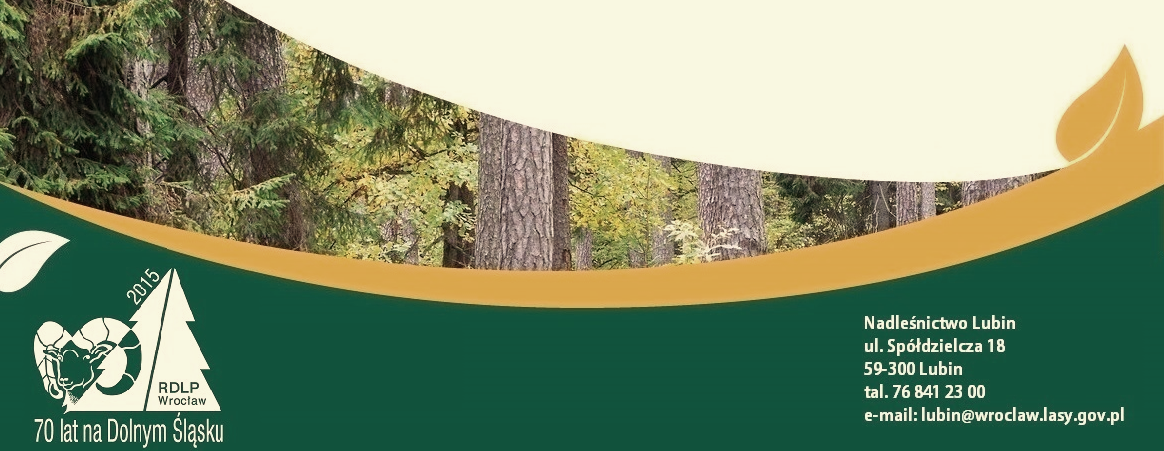 2015
RDLP
Wrocław
70 lat na Dolnym Śląsku
Nadleśnictwo Lubin
ul. Spółdzielcza 18
59-300 Lubin
tal. 76 841 23 00
e-mail: lubin@wroclaw.lasy.gov.pl